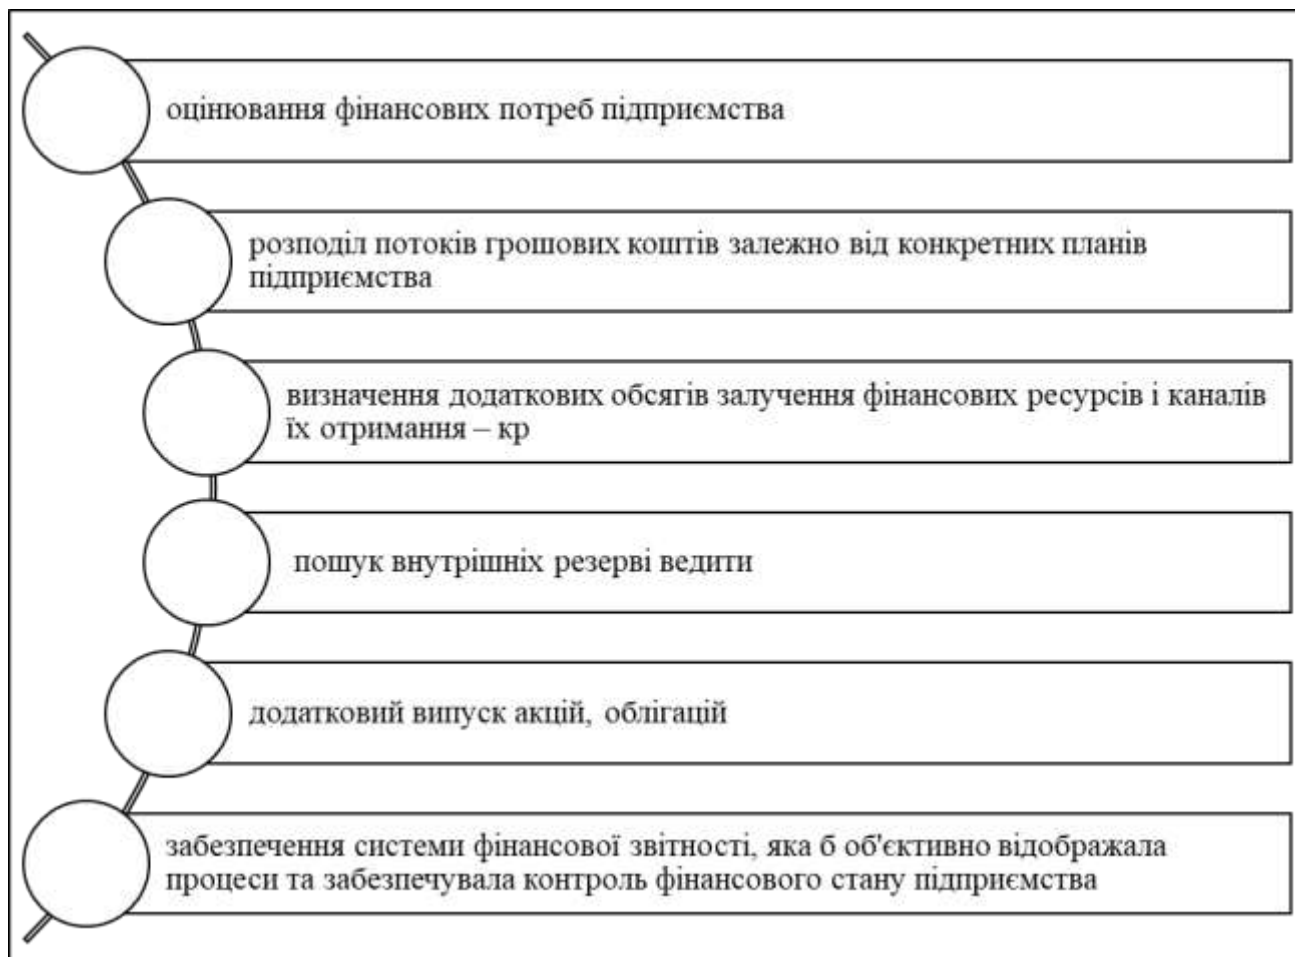 оцінювання фінансових потреб підприємства
розподіл потоків грошових коштів залежно від конкретних планів
підприємства
визначення додаткових обсягів залучення фінансових ресурсів і каналів
їх отримання – кр
пошук внутрішніх резерві ведити
додатковий випуск акцій, облігацій
забезпечення системи фінансової звітності, яка б об'єктивно відображала
процеси та забезпечувала контроль фінансового стану підприємства